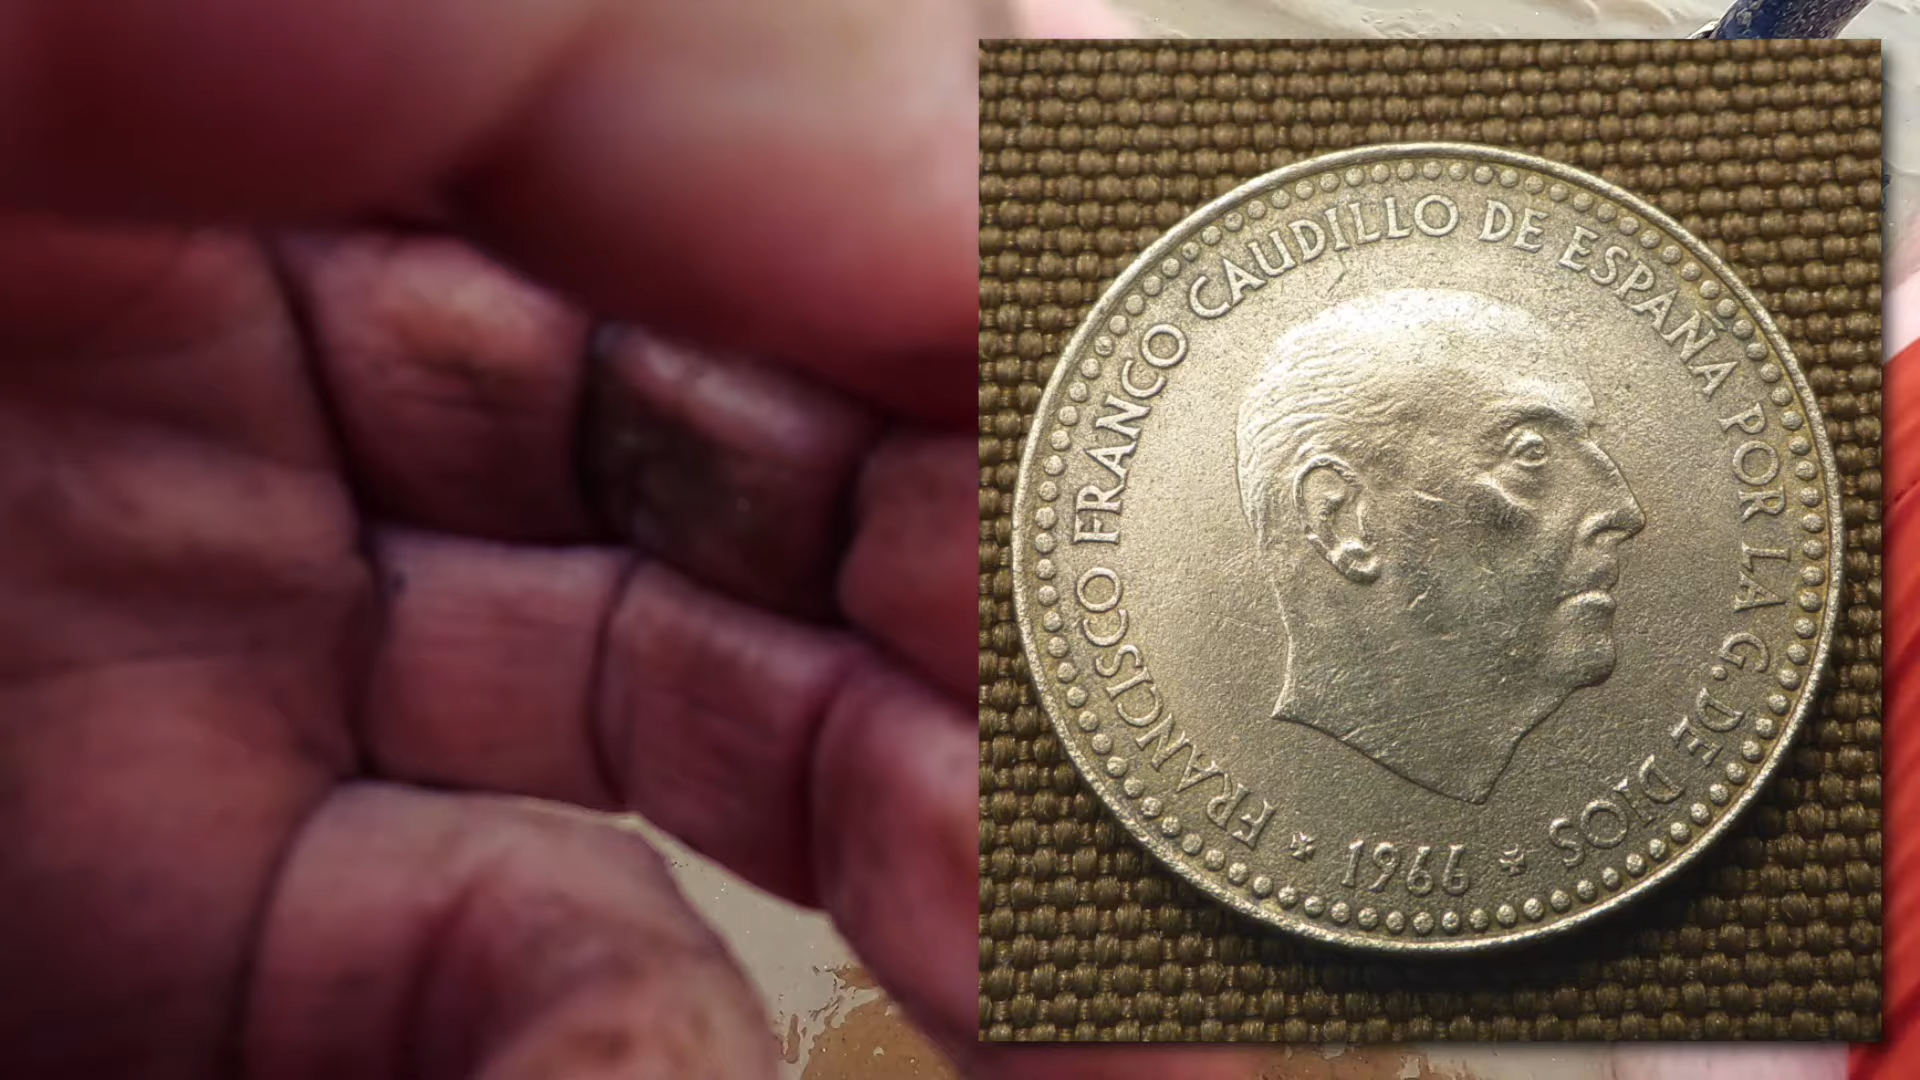 FRANCISCO FRANCO CAUDILLO DE ESPAÑA POR LA G. DE DIOS
* 1966 *